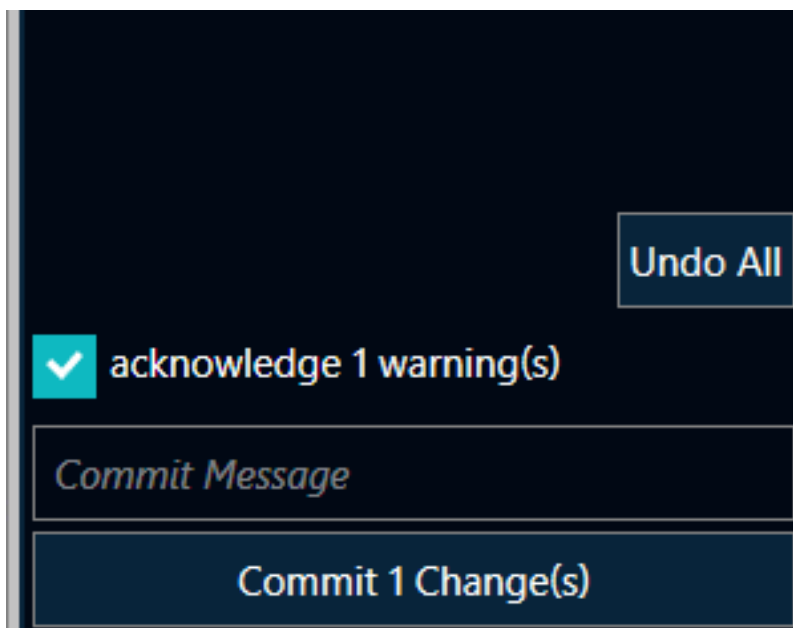 Undo All
acknowledge 1 warning(s)
Commit Message
Commit 1 Change(s)